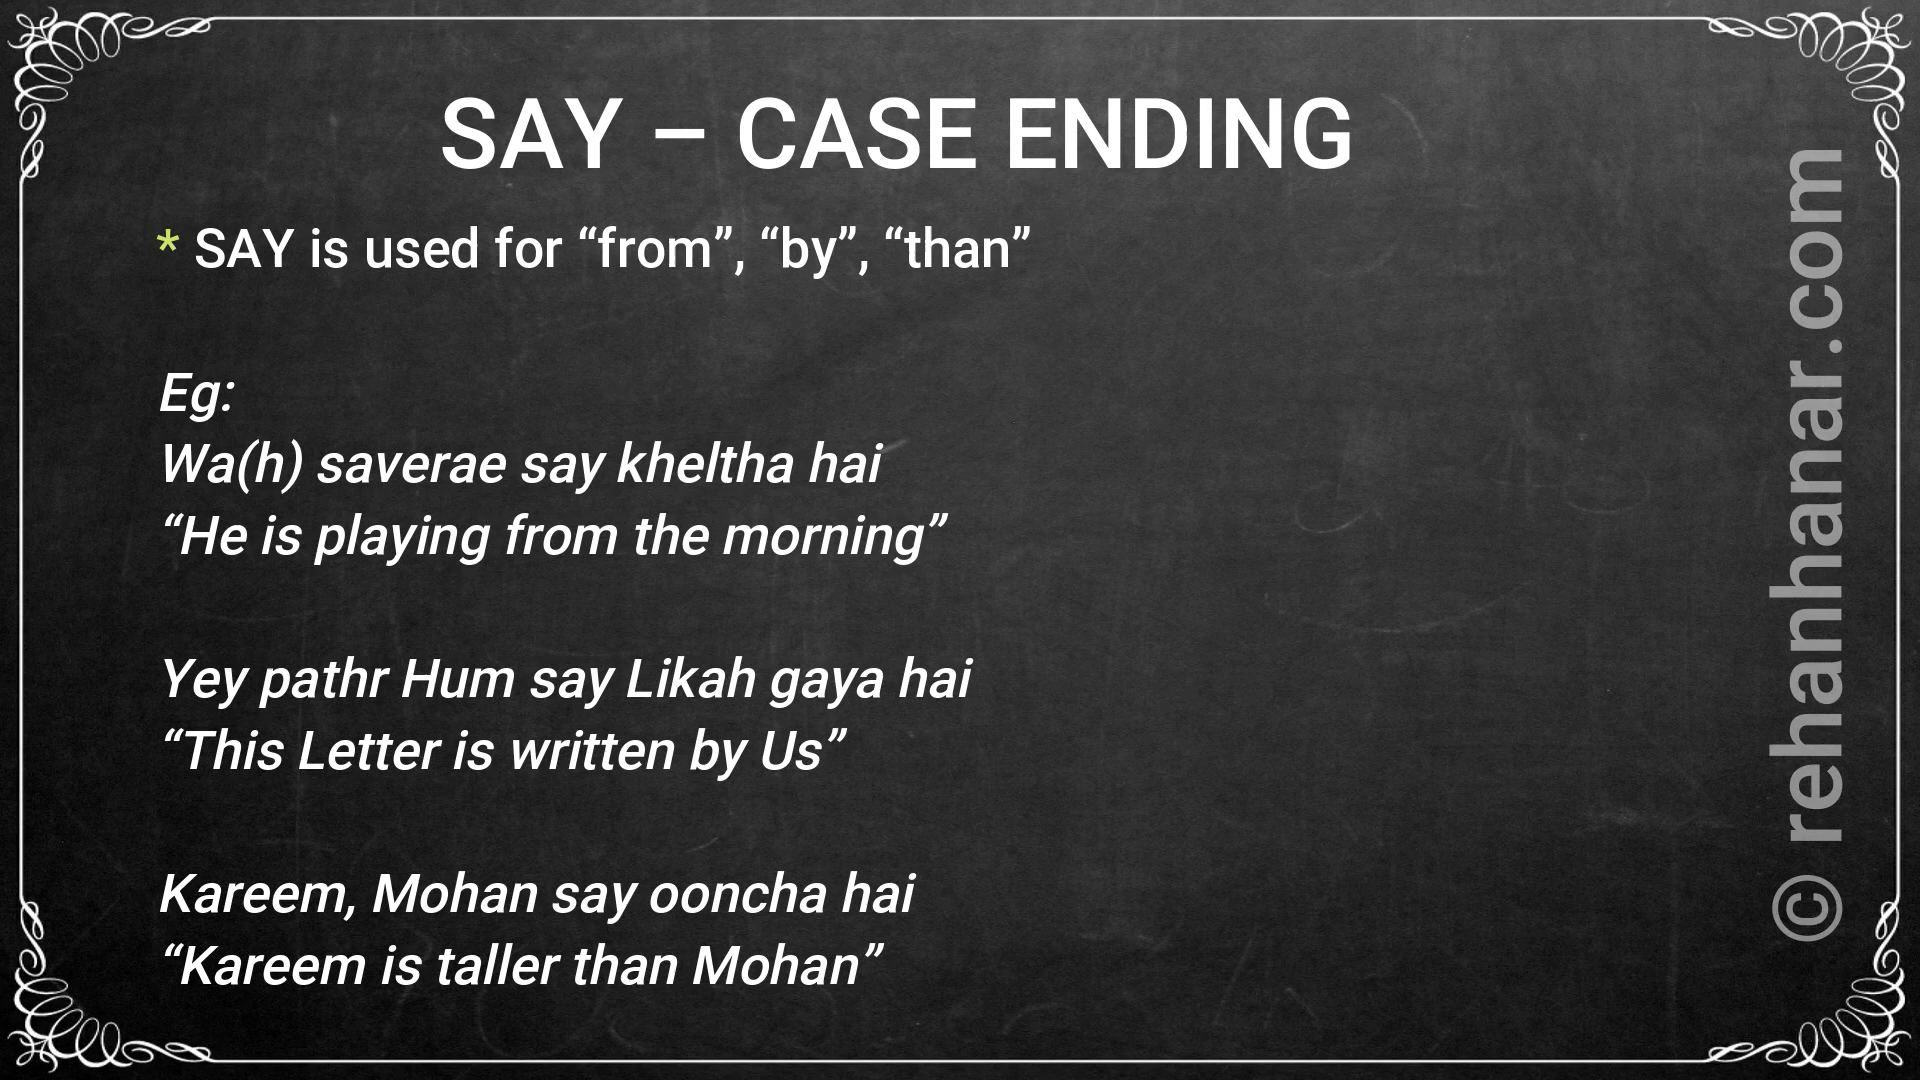 SAY – CASE ENDING
* SAY is used for “from”, “by”, “than”
Eg:
Wa(h) saverae say kheltha hai
“He is playing from the morning”
Yey pathr Hum say Likah gaya hai
“This Letter is written by Us”
Kareem, Mohan say ooncha hai
“Kareem is taller than Mohan”
© rehanhanar.com